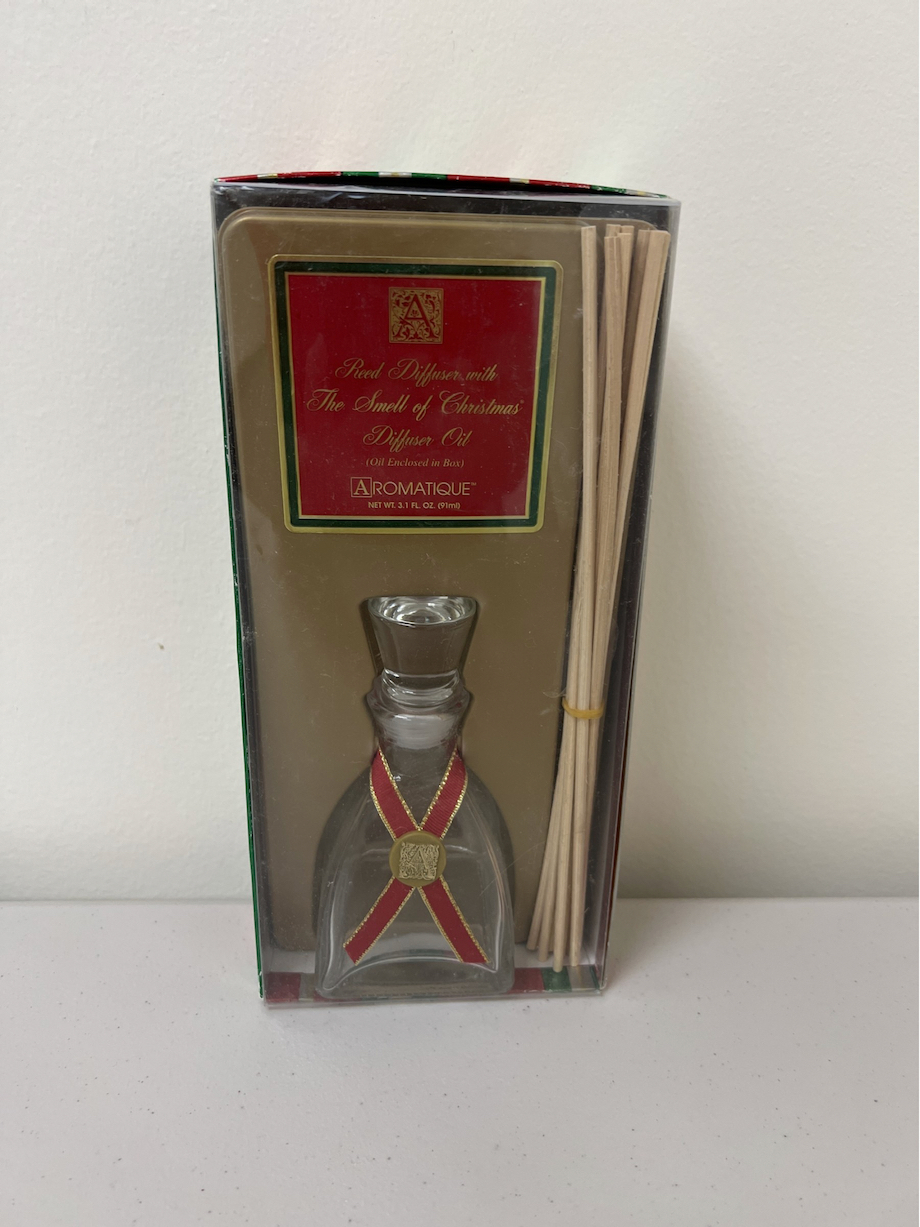 A
Reed Diffuser with
The Smell of Christmas®
Diffuser Oil
(Oil Enclosed in Box)
AROMATIQUE™
NET WT. 3.1 FL. OZ. (91ml)
A